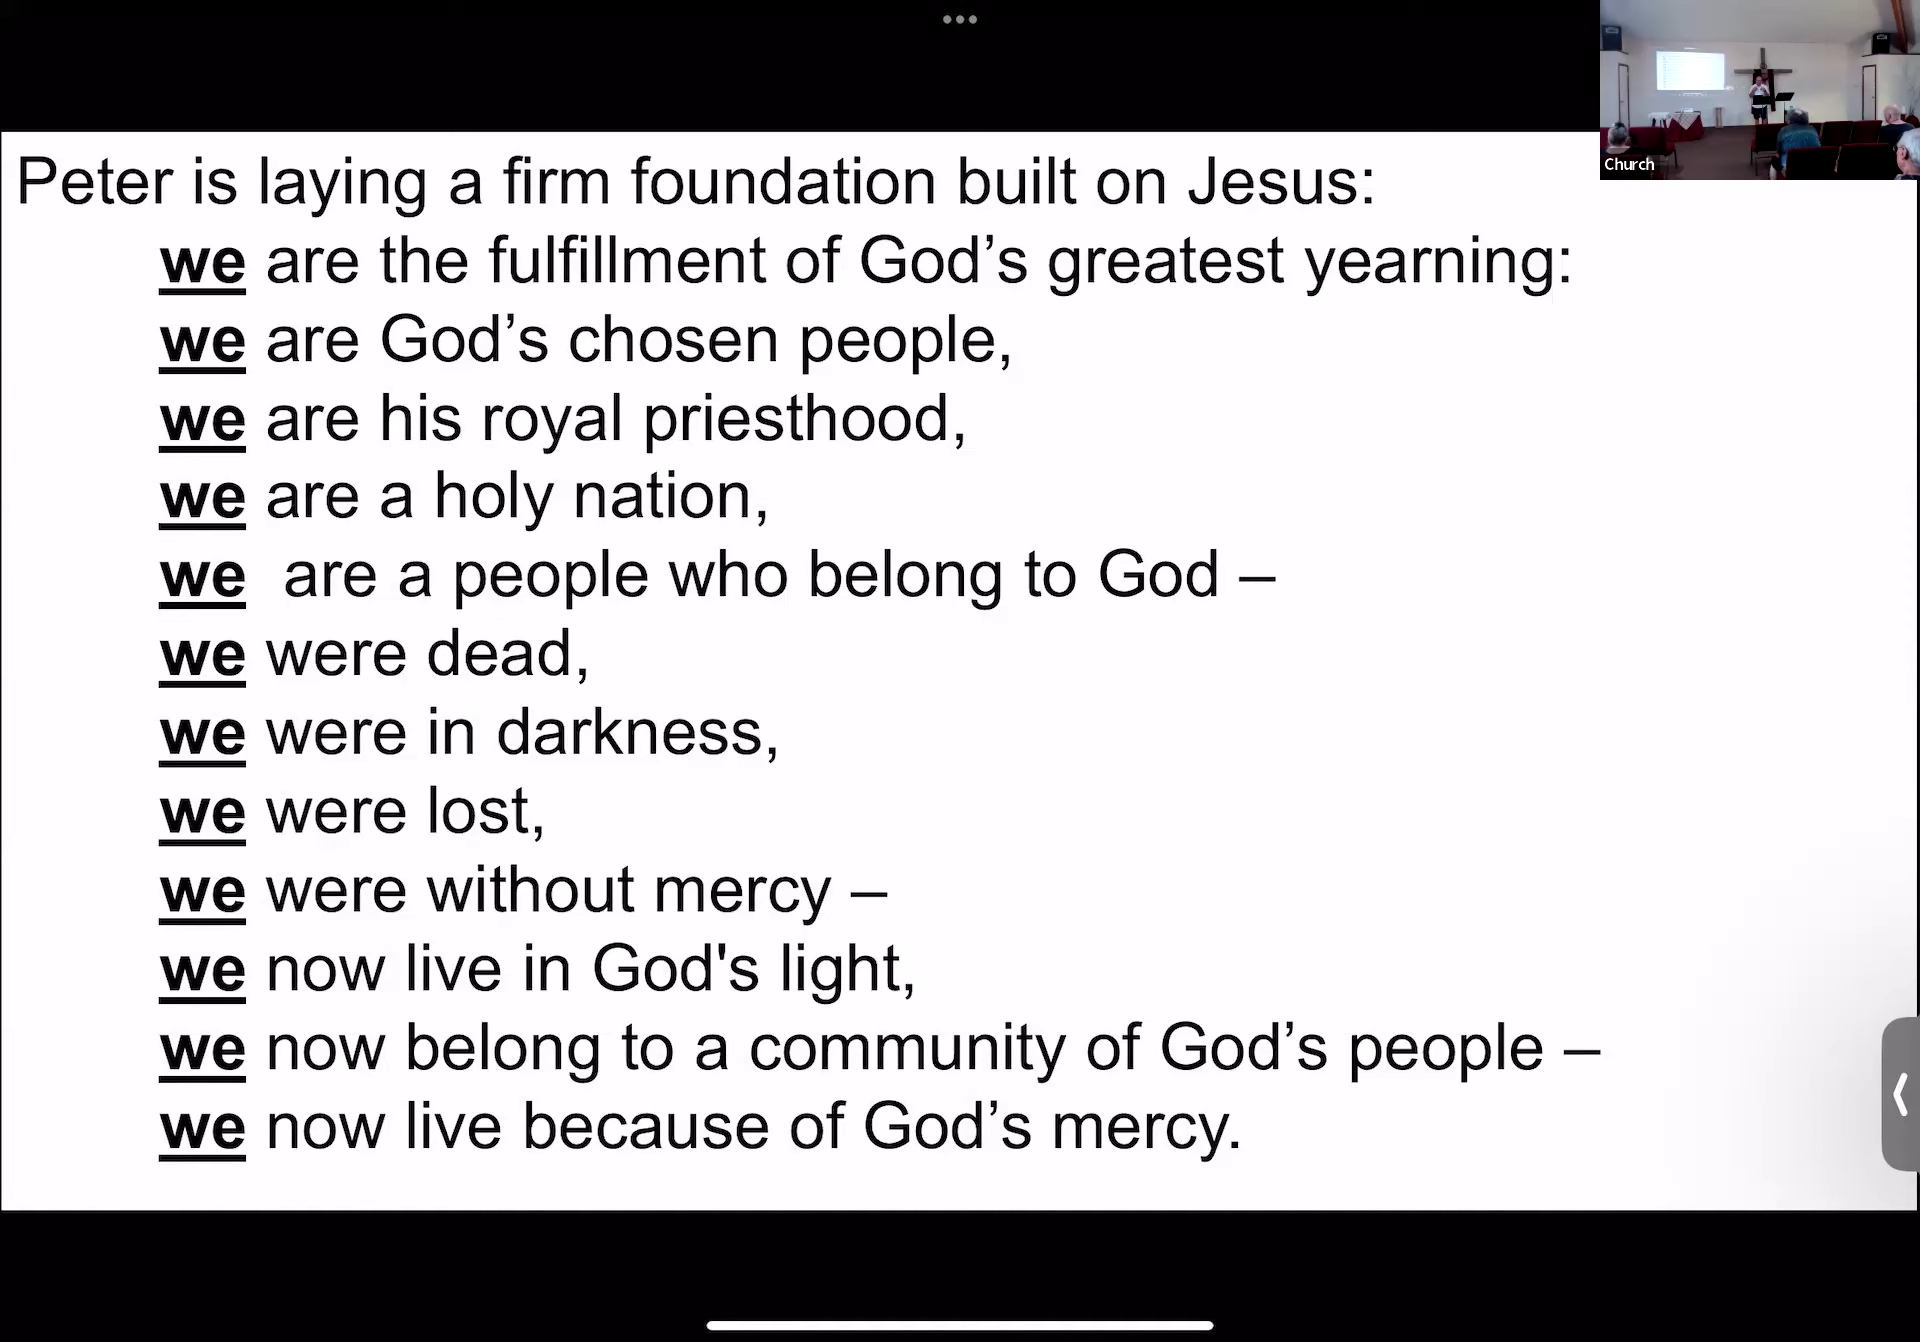 Peter is laying a firm foundation built on Jesus:
we are the fulfillment of God’s greatest yearning:
we are God’s chosen people,
we are his royal priesthood,
we are a holy nation,
we  are a people who belong to God –
we were dead,
we were in darkness,
we were lost,
we were without mercy –
we now live in God's light,
we now belong to a community of God’s people –
we now live because of God’s mercy.
Church